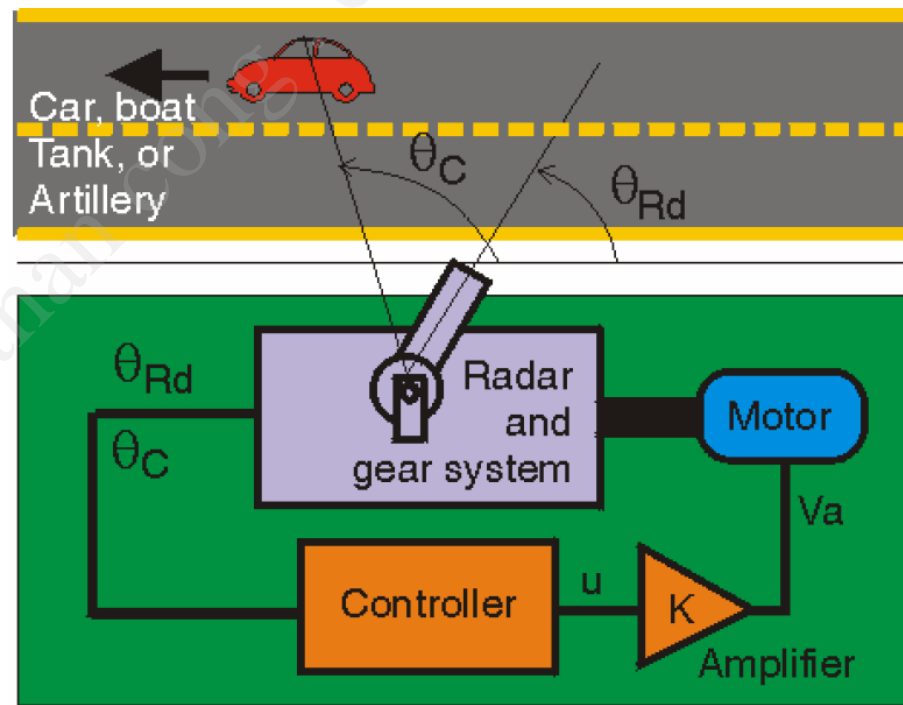 Car, boat
Tank, or
Artillery
θC
θRd
θRd
θC
Radar
and
gear system
Motor
Va
Controller
u
K
Amplifier